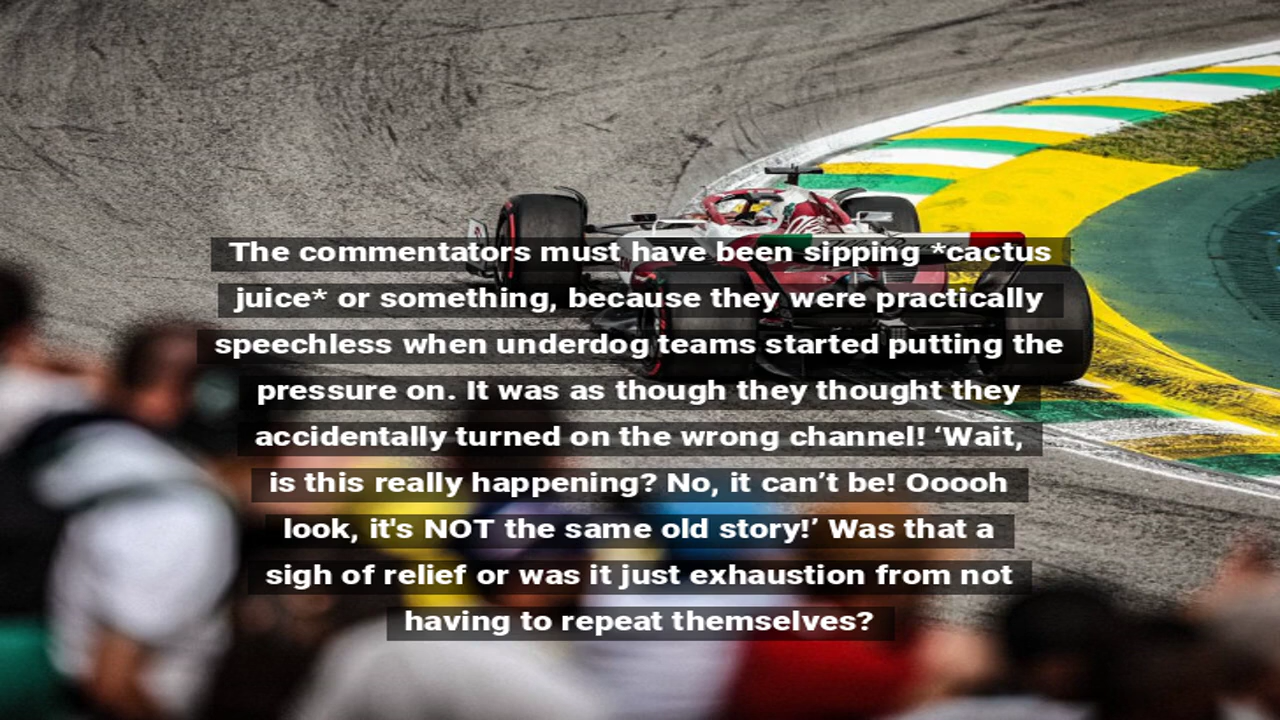 The commentators must have been sipping *cactus
juice* or something, because they were practically
speechless when underdog teams started putting the
pressure on. It was as though they thought they
accidentally turned on the wrong channel! ‘Wait,
is this really happening? No, it can’t be! Ooooh
look, it's NOT the same old story!’ Was that a
sigh of relief or was it just exhaustion from not
having to repeat themselves?